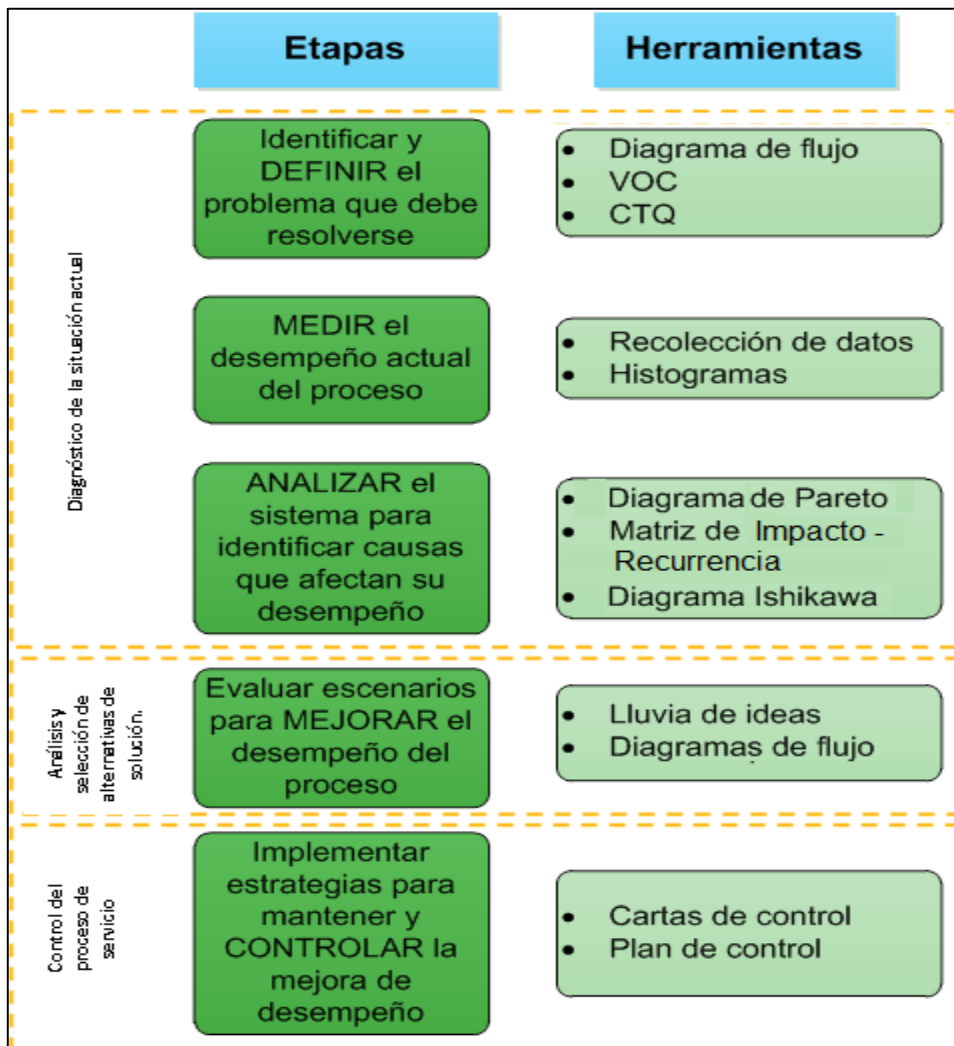 Etapas
Herramientas
Diagnóstico de la situación actual
Identificar y
DEFINIR el
problema que debe
resolverse
• Diagrama de flujo
• VOC
• CTQ
MEDIR el
desempeño actual
del proceso
• Recolección de datos
• Histogramas
ANALIZAR el
sistema para
identificar causas
que afectan su
desempeño
• Diagrama de Pareto
• Matriz de Impacto -
Recurrencia
• Diagrama Ishikawa
Análisis y
selección de
alternativas de
solución.
Evaluar escenarios
para MEJORAR el
desempeño del
proceso
• Lluvia de ideas
• Diagramas de flujo
Control del
proceso de
servicio
Implementar
estrategias para
mantener y
CONTROLAR la
mejora de
desempeño
• Cartas de control
• Plan de control